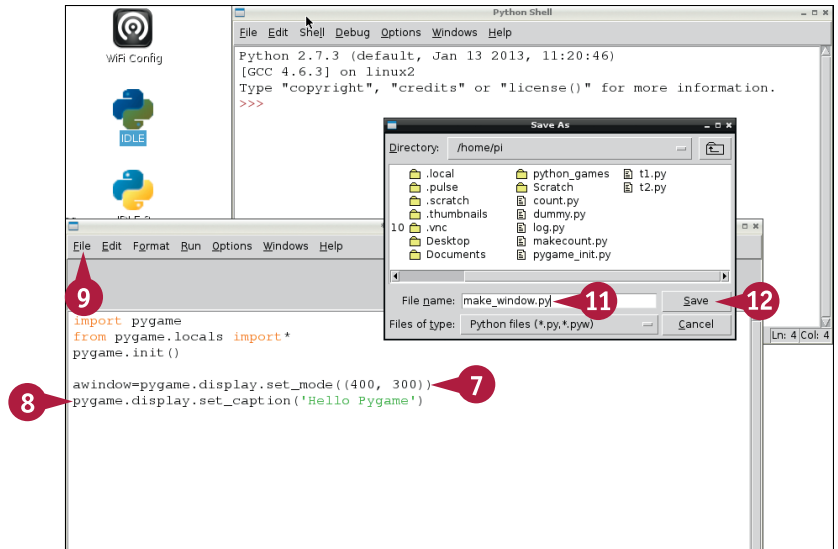 WiFi Config
IDLE
Python Shell
File Edit Shell Debug Options Windows Help
Python 2.7.3 (default, Jan 13 2013, 11:20:46)
[GCC 4.6.3] on linux2
Type "copyright", "credits" or "license()" for more information.
>>>
Save As
Directory: /home/pi
.local python_games t1.py
.pulse Scratch t2.py
.scratch count.py
.thumbnails dummy.py
10 .vnc log.py
Desktop makecount.py
Documents pygame_init.py
File name: make_window.py 11 Save 12
Files of type: Python files (*.py,*.pyw) Cancel
Ln: 4 Col: 4
File Edit Format Run Options Windows Help
9
import pygame
from pygame.locals import*
pygame.init()
awindow=pygame.display.set_mode((400, 300)) 7
8 pygame.display.set_caption('Hello Pygame')